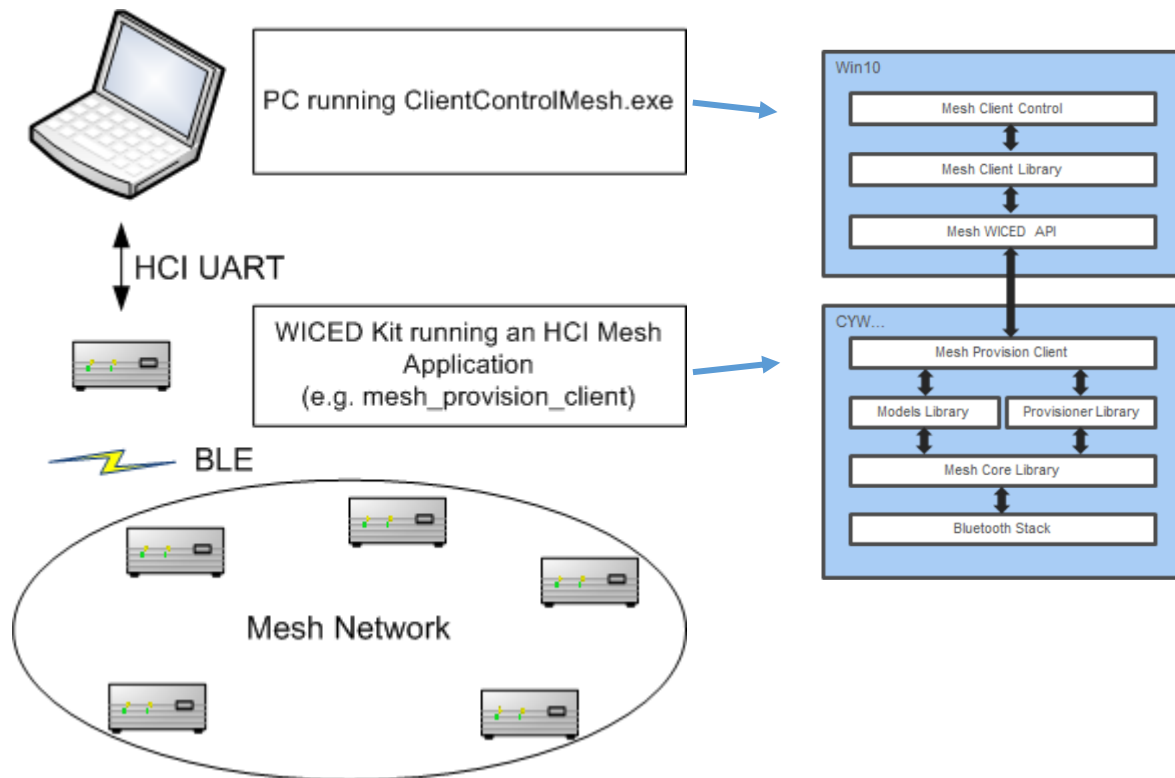 PC running ClientControlMesh.exe
HCI UART
WICED Kit running an HCI Mesh
Application
(e.g. mesh_provision_client)
BLE
Mesh Network
Win10
Mesh Client Control
Mesh Client Library
Mesh WICED API
CYW...
Mesh Provision Client
Models Library
Provisioner Library
Mesh Core Library
Bluetooth Stack